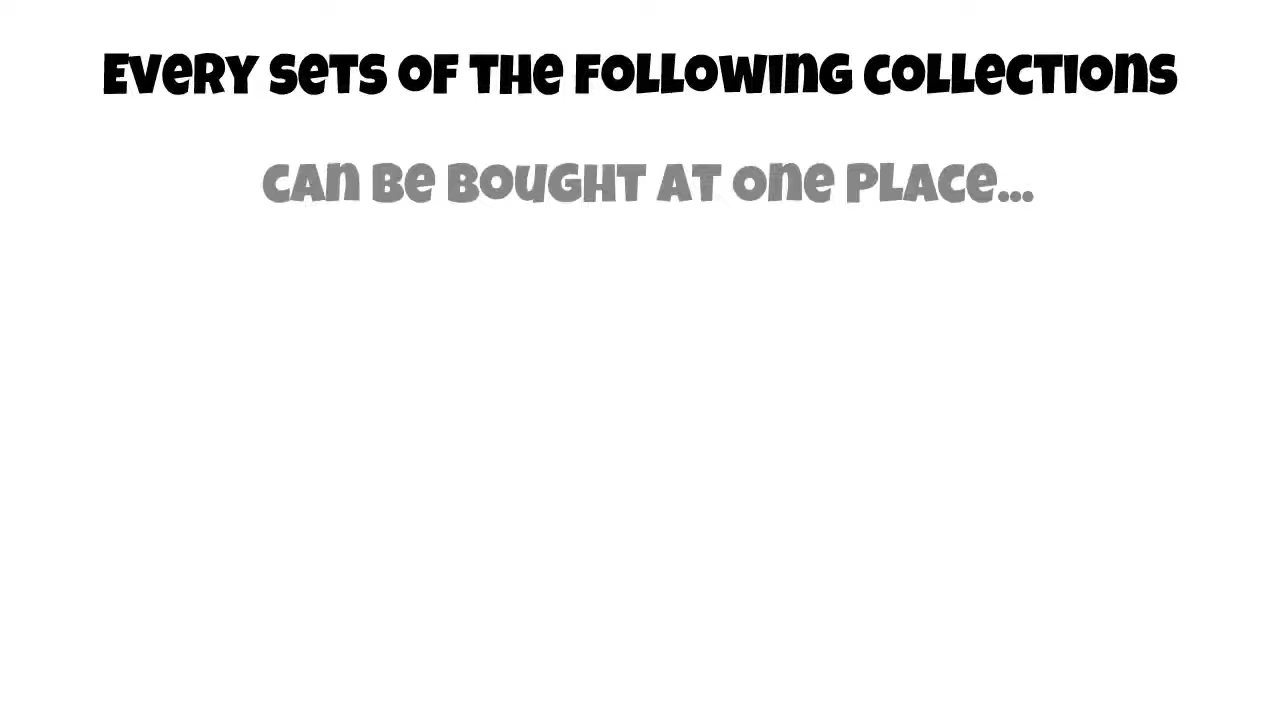 Every sets of the following collections
can be bought at one place...